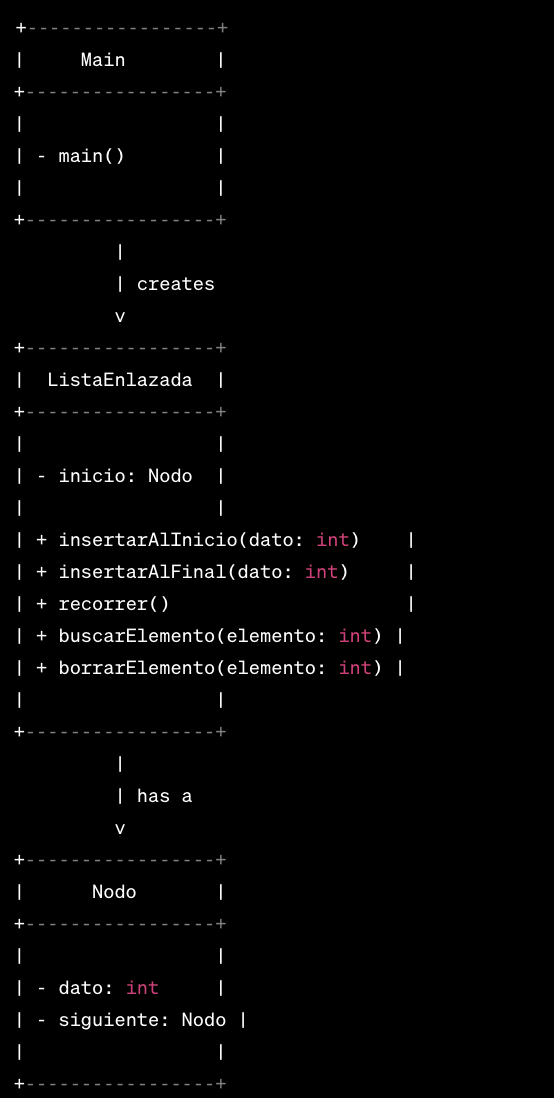 +-----------------+
|     Main        |
+-----------------+
|                 |
| - main()        |
|                 |
+-----------------+
         |
         | creates
         v
+-----------------+
|  ListaEnlazada  |
+-----------------+
|                 |
| - inicio: Nodo  |
|                 |
| + insertarAlInicio(dato: int)    |
| + insertarAlFinal(dato: int)     |
| + recorrer()                     |
| + buscarElemento(elemento: int) |
| + borrarElemento(elemento: int) |
|                 |
+-----------------+
         |
         | has a
         v
+-----------------+
|      Nodo       |
+-----------------+
|                 |
| - dato: int     |
| - siguiente: Nodo |
|                 |
+-----------------+